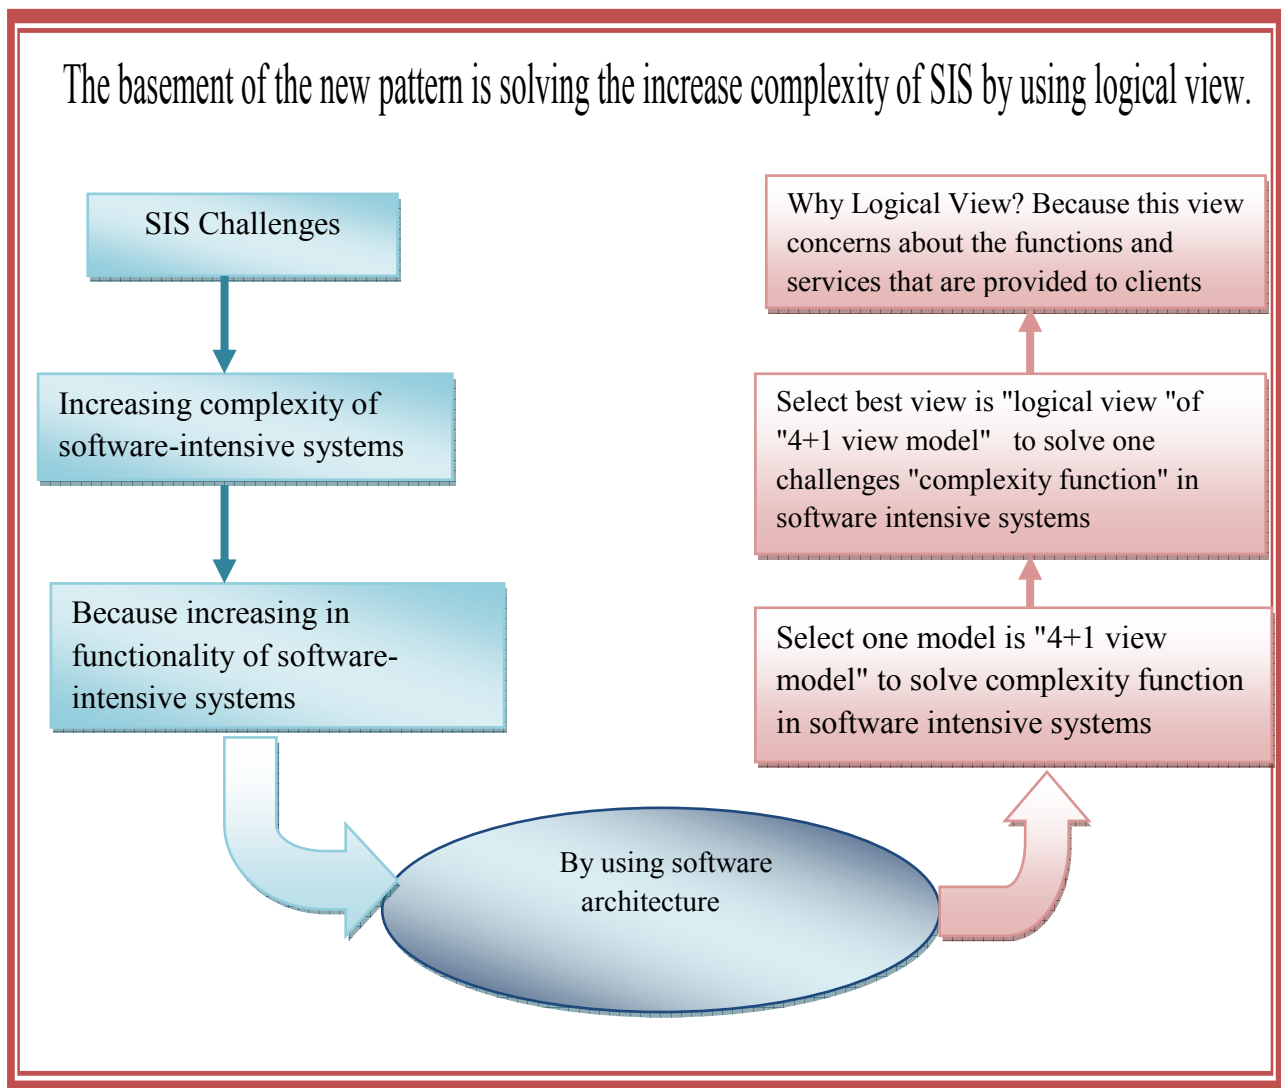 The basement of the new pattern is solving the increase complexity of SIS by using logical view.
SIS Challenges
Increasing complexity of
software-intensive systems
Because increasing in
functionality of software-
intensive systems
By using software
architecture
Select one model is "4+1 view
model" to solve complexity function
in software intensive systems
Select best view is "logical view "of
"4+1 view model"   to solve one
challenges "complexity function" in
software intensive systems
Why Logical View? Because this view
concerns about the functions and
services that are provided to clients